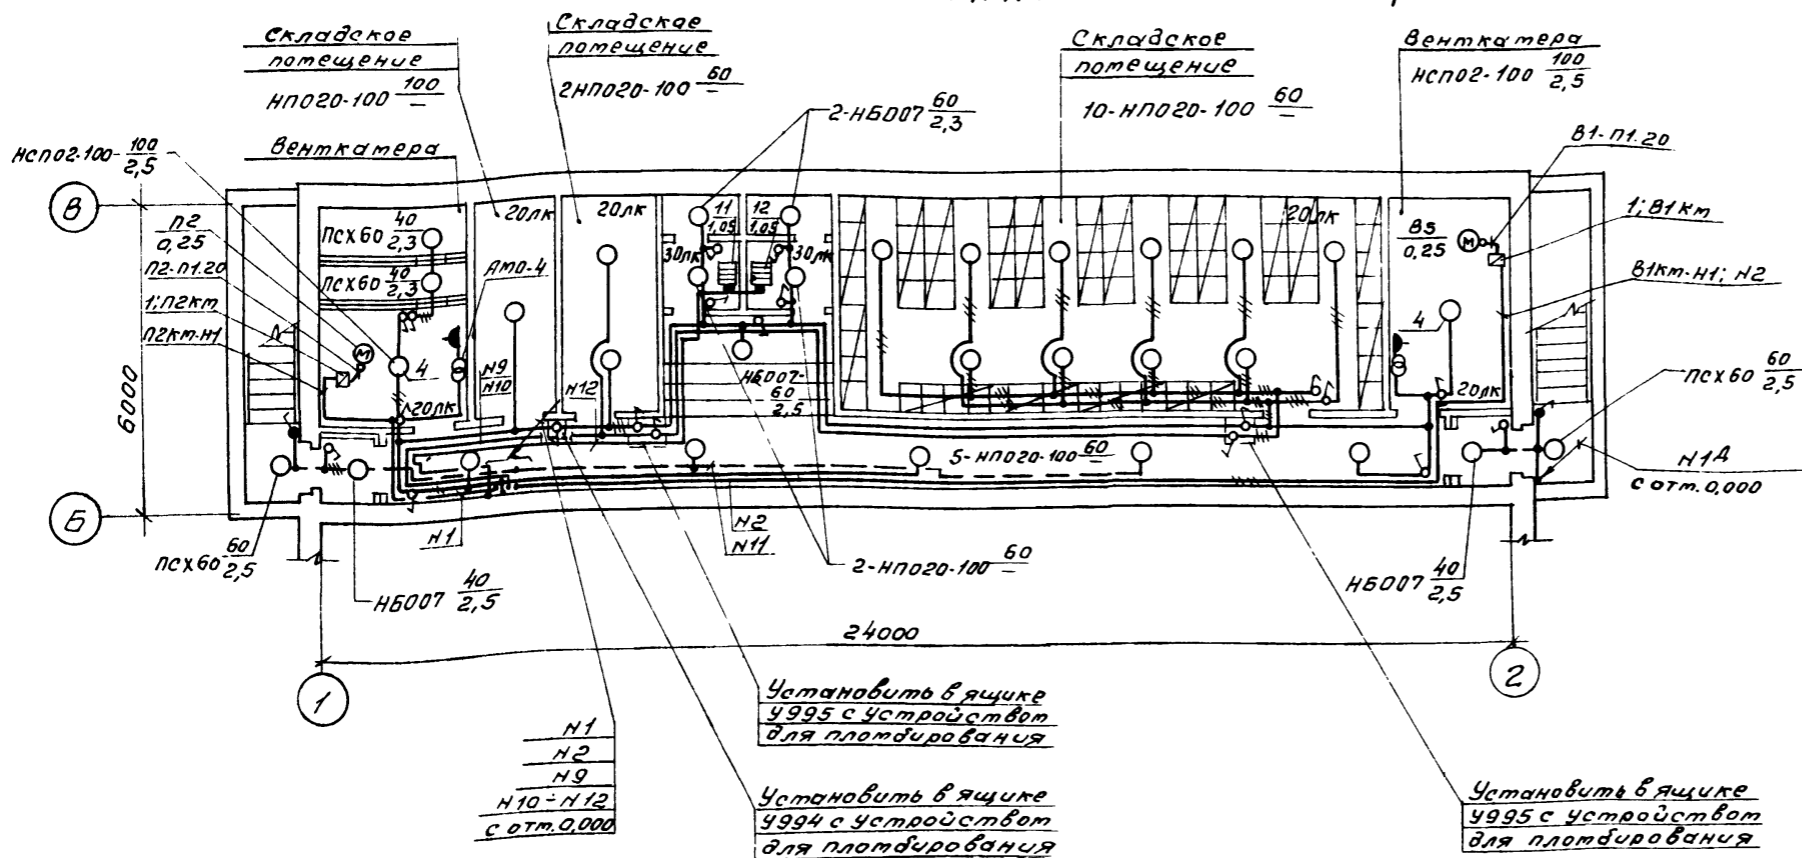 Складское
помещение
НПО20-100 100/–
Складское
помещение
2НПО20-100 60/–
2-НБО07 60/2,3
Складское
помещение
10-НПО20-100 60/–
Венткамера
НСПО2-100 100/2,5
НСПО2-100- 100/2,5
Венткамера
В1-П1.20
В
П2/0,25
П2-П1.20
1; П2км
П2км-Н1
ПСХ60 40/2,3
ПСХ60 40/2,3
АМО-4
20лк
20лк
11/1,05
12/1,05
30лк
30лк
20лк
В3/0,25
М
1; В1км
В1км-Н1; Н2
М
4
4
20лк
Н9
Н10
Н12
НБО07-
60/2,5
20лк
ПСХ60 60/2,5
6000
5-НПО20-100 60/–
Н1А
с отм. 0,000
Б
Н1
Н2
Н11
ПСХ60 60/2,5
НБО07 40/2,5
2-НПО20-100 60/–
НБО07 40/2,5
24000
1
2
Установить в ящике
У995 с устройством
для пломбирования
Н1
Н2
Н9
Н10-Н12
с отм. 0,000
Установить в ящике
У994 с устройством
для пломбирования
Установить в ящике
У995 с устройством
для пломбирования